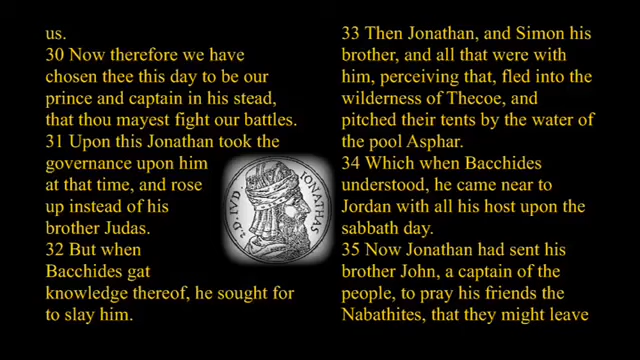 us.
30 Now therefore we have
chosen thee this day to be our
prince and captain in his stead,
that thou mayest fight our battles.
31 Upon this Jonathan took the
governance upon him
at that time, and rose
up instead of his
brother Judas.
32 But when
Bacchides gat
knowledge thereof, he sought for
to slay him.
2. D. IVD.
IONATHAS
33 Then Jonathan, and Simon his
brother, and all that were with
him, perceiving that, fled into the
wilderness of Thecoe, and
pitched their tents by the water of
the pool Asphar.
34 Which when Bacchides
understood, he came near to
Jordan with all his host upon the
sabbath day.
35 Now Jonathan had sent his
brother John, a captain of the
people, to pray his friends the
Nabathites, that they might leave